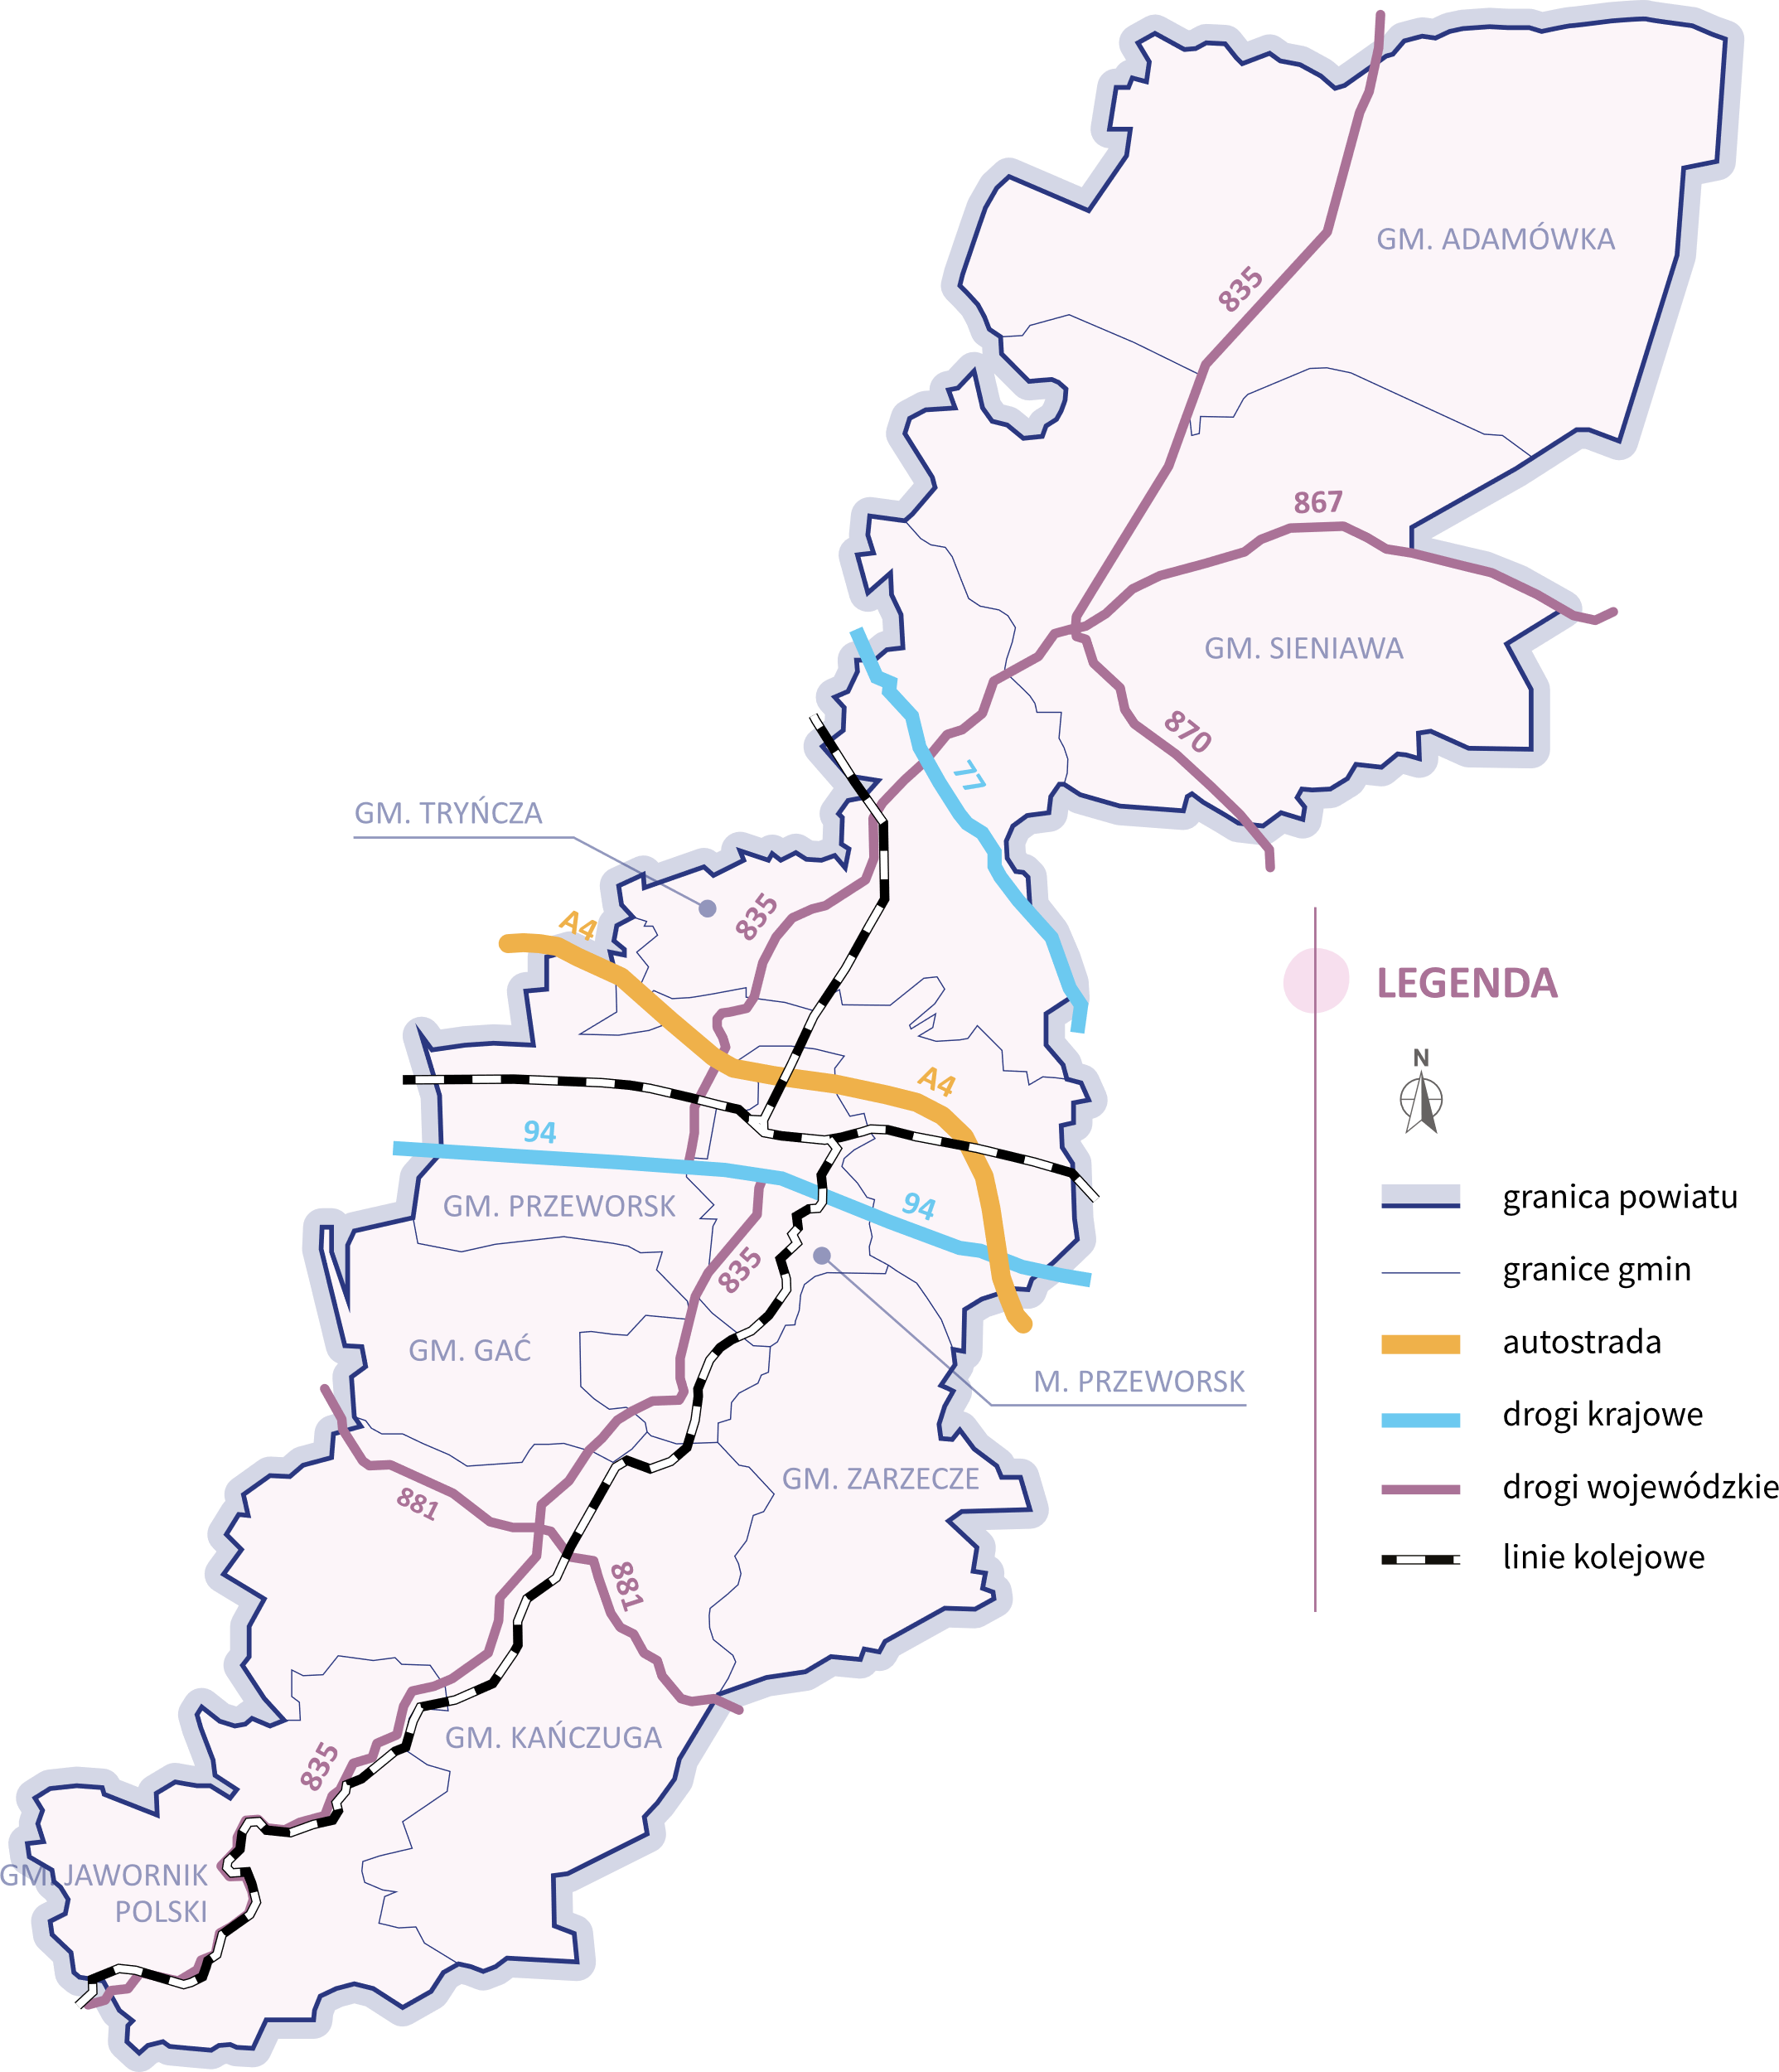 GM. ADAMÓWKA
835
867
GM. SIENIAWA
870
77
GM. TRYŃCZA
835
A4
LEGENDA
N
A4
94
94
GM. PRZEWORSK
granica powiatu
835
granice gmin
GM. GAĆ
autostrada
M. PRZEWORSK
drogi krajowe
GM. ZARZECZE
881
drogi wojewódzkie
linie kolejowe
881
GM. KAŃCZUGA
835
GM. JAWORNIK
POLSKI